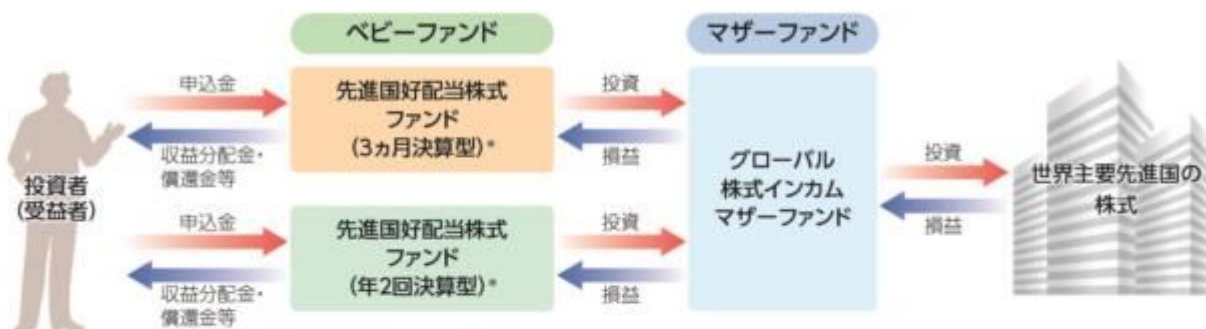 ベビーファンド
マザーファンド
申込金
収益分配金・
償還金等
投資者
(受益者)
申込金
収益分配金・
償還金等
先進国好配当株式
ファンド
(3ヵ月決算型)*
先進国好配当株式
ファンド
(年2回決算型)*
投資
損益
投資
損益
グローバル
株式インカム
マザーファンド
投資
損益
世界主要先進国の
株式